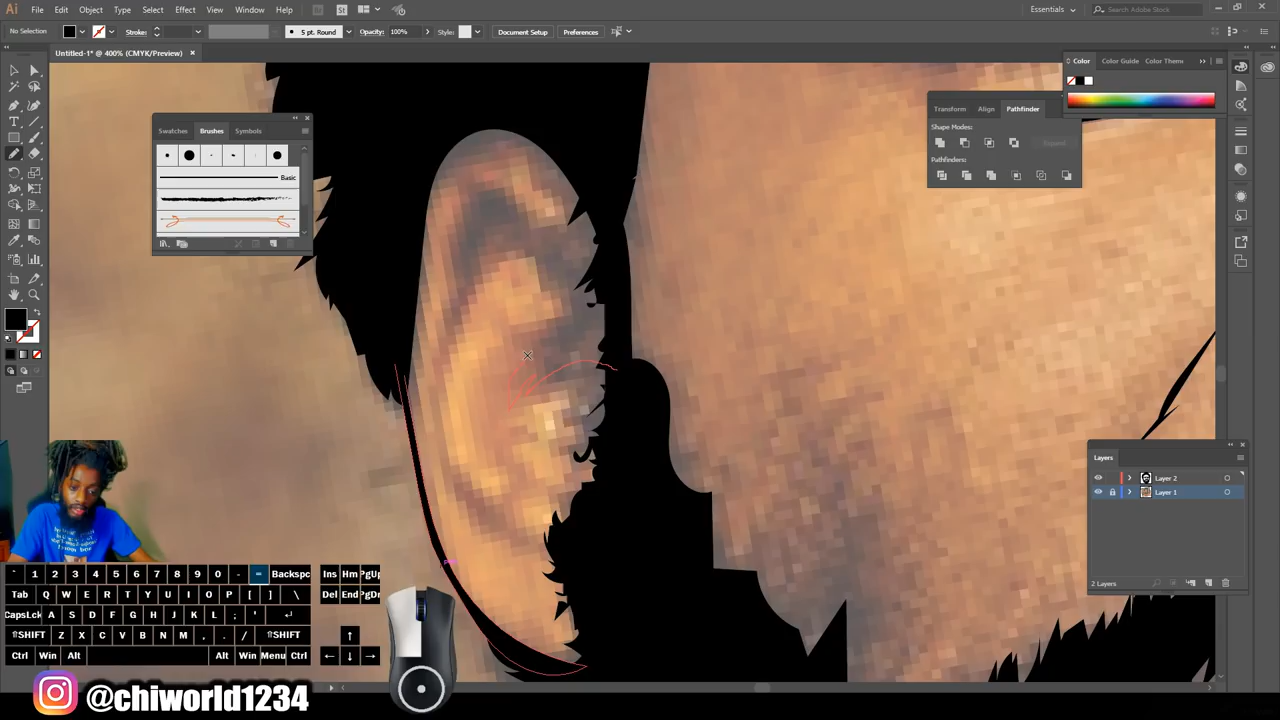 Ai File Edit Object Type Select Effect View Window Help Br St Essentials Search Adobe Stock
No Selection Stroke: 5 pt. Round Opacity: 100% Style: Document Setup Preferences
Untitled-1* @ 400% (CMYK/Preview) ×
Color Color Guide Color Theme
Transform Align Pathfinder
Shape Modes:
Expand
Pathfinders:
Swatches Brushes Symbols
Basic
Layers
Layer 2
Layer 1
2 Layers
` 1 2 3 4 5 6 7 8 9 0 - = Backspc Ins Hm PgUp
Tab Q W E R T Y U I O P [ ] \ Del End PgDn
CapsLck A S D F G H J K L ; '
SHIFT Z X C V B N M , . / SHIFT
Ctrl Win Alt Alt Win Menu Ctrl
@chiworld1234